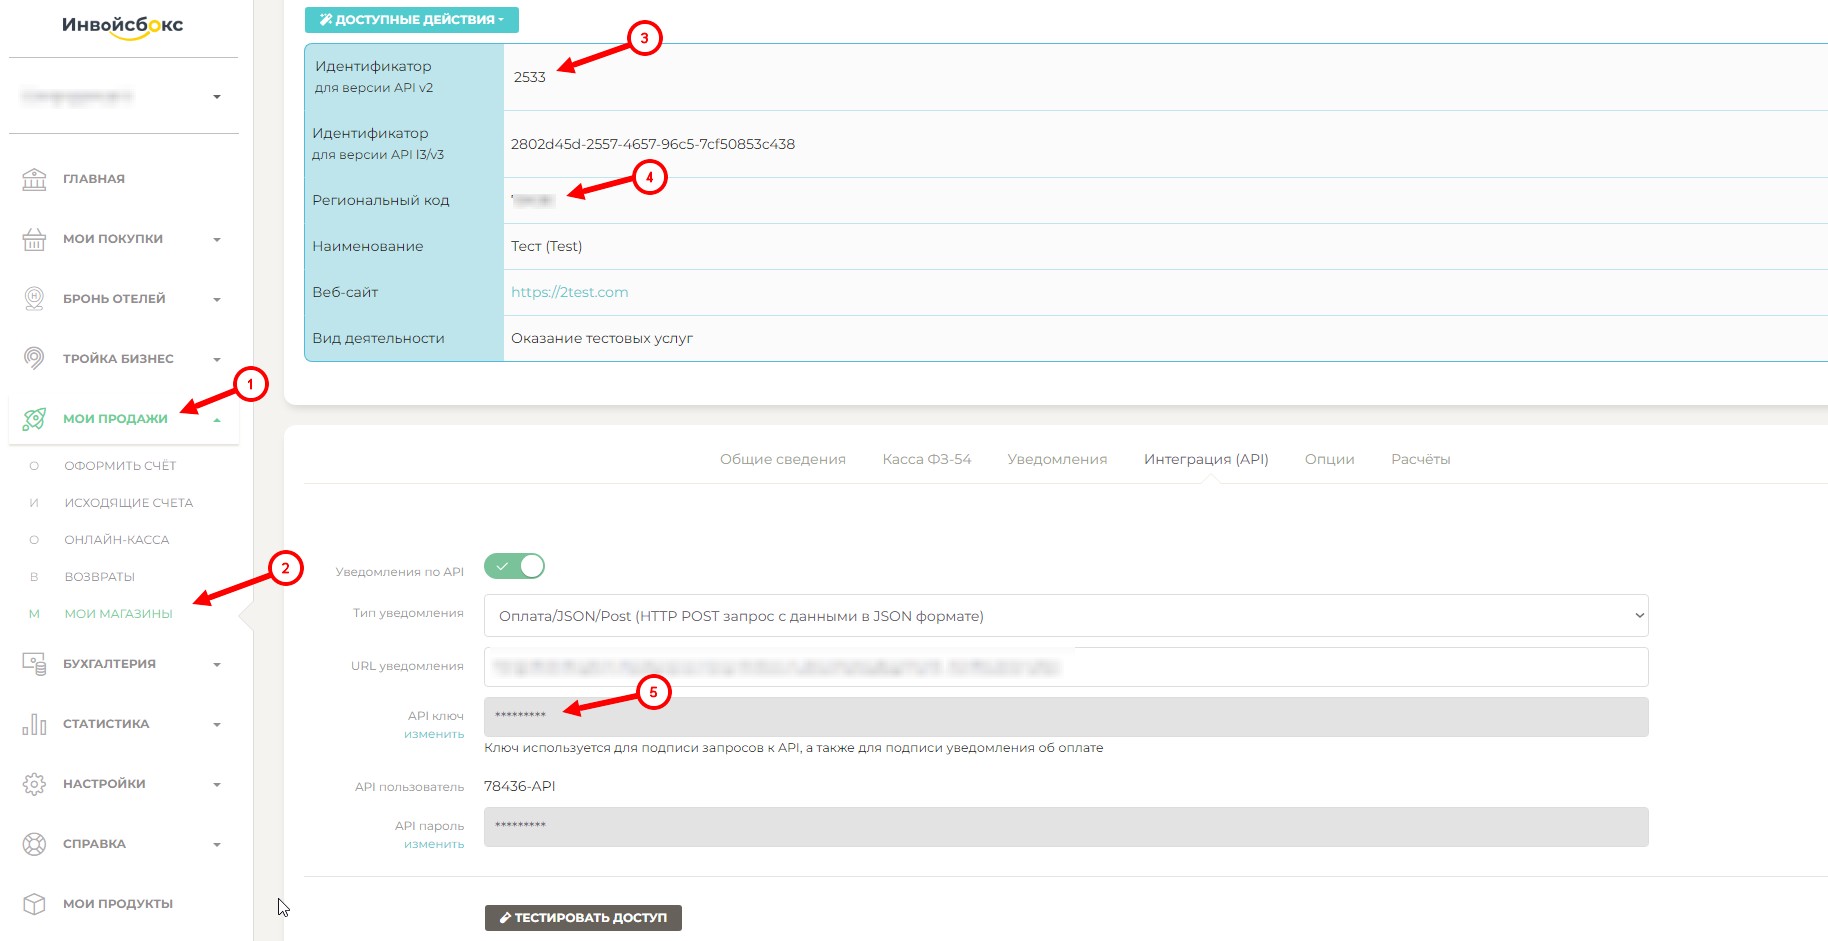 Инвойсбокс
ГЛАВНАЯ
МОИ ПОКУПКИ
БРОНЬ ОТЕЛЕЙ
ТРОЙКА БИЗНЕС
1
МОИ ПРОДАЖИ
О ОФОРМИТЬ СЧЁТ
И ИСХОДЯЩИЕ СЧЕТА
О ОНЛАЙН-КАССА
В ВОЗВРАТЫ
2
М МОИ МАГАЗИНЫ
БУХГАЛТЕРИЯ
СТАТИСТИКА
НАСТРОЙКИ
СПРАВКА
МОИ ПРОДУКТЫ
ДОСТУПНЫЕ ДЕЙСТВИЯ
3
Идентификатор
для версии API v2
2533
Идентификатор
для версии API I3/v3
2802d45d-2557-4657-96c5-7cf50853c438
4
Региональный код
Наименование
Тест (Test)
Веб-сайт
https://2test.com
Вид деятельности
Оказание тестовых услуг
Общие сведения Касса ФЗ-54 Уведомления Интеграция (API) Опции Расчёты
Уведомления по API
Тип уведомления
Оплата/JSON/Post (HTTP POST запрос с данными в JSON формате)
URL уведомления
5
API ключ
изменить
*********
Ключ используется для подписи запросов к API, а также для подписи уведомления об оплате
API пользователь
78436-API
API пароль
изменить
*********
ТЕСТИРОВАТЬ ДОСТУП